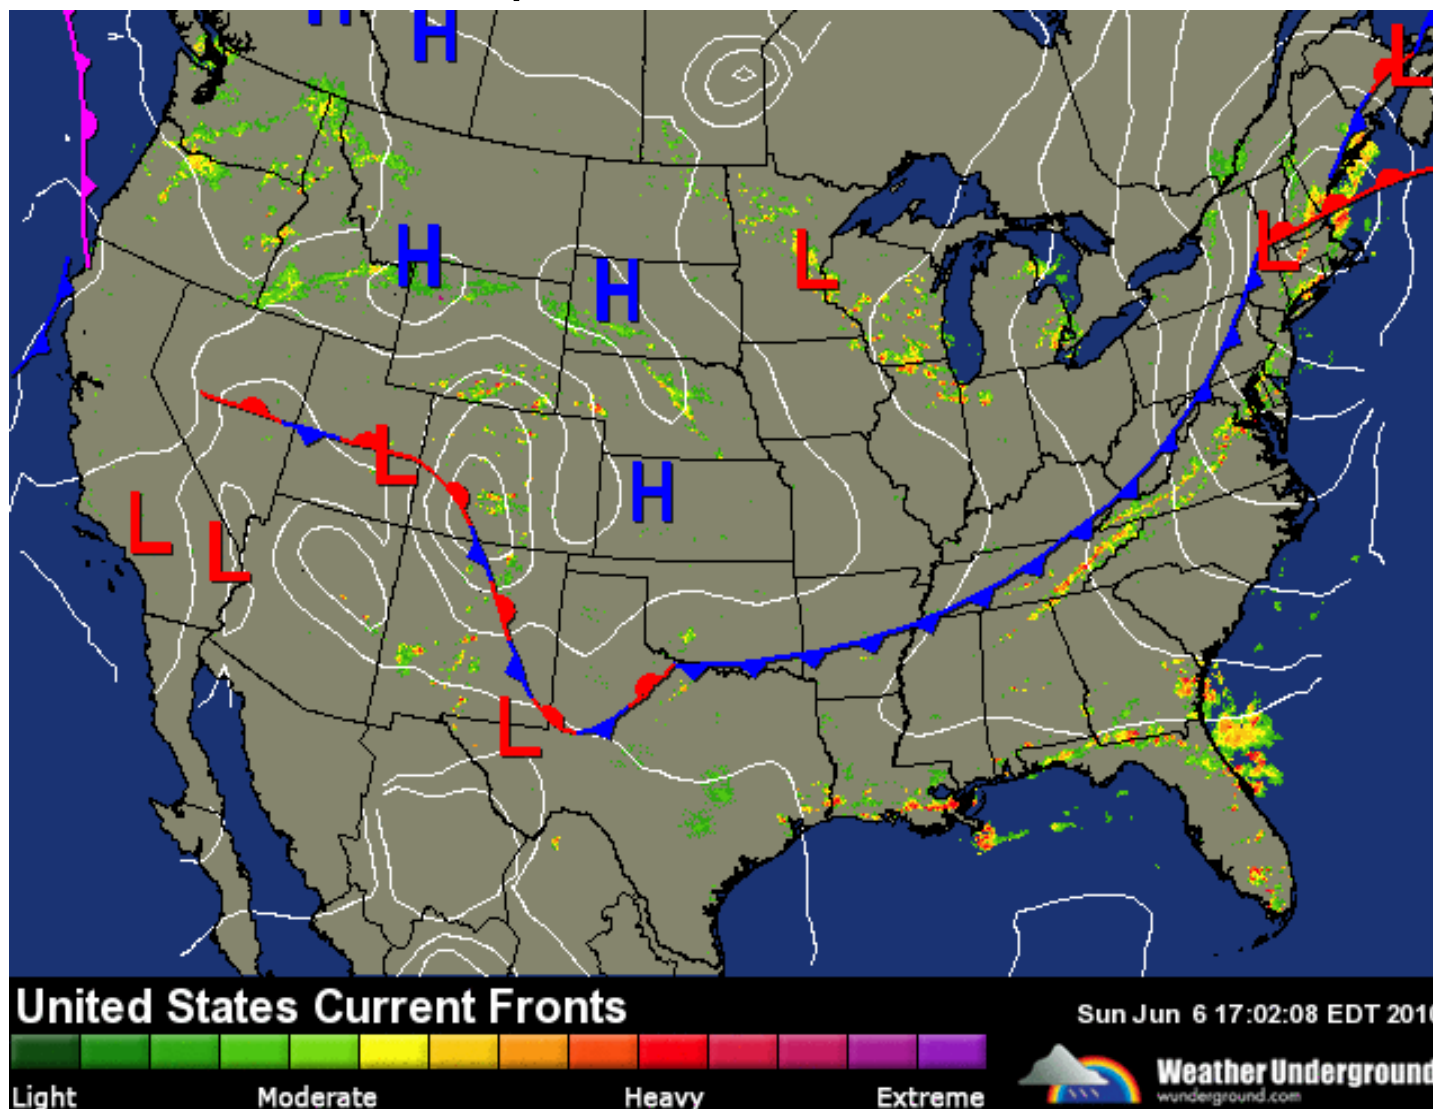 H
H
L
H
L
L
H
L
H
L
L
L
United States Current Fronts
Sun Jun 6 17:02:08 EDT 2010
Light Moderate Heavy Extreme
Weather Underground
wunderground.com